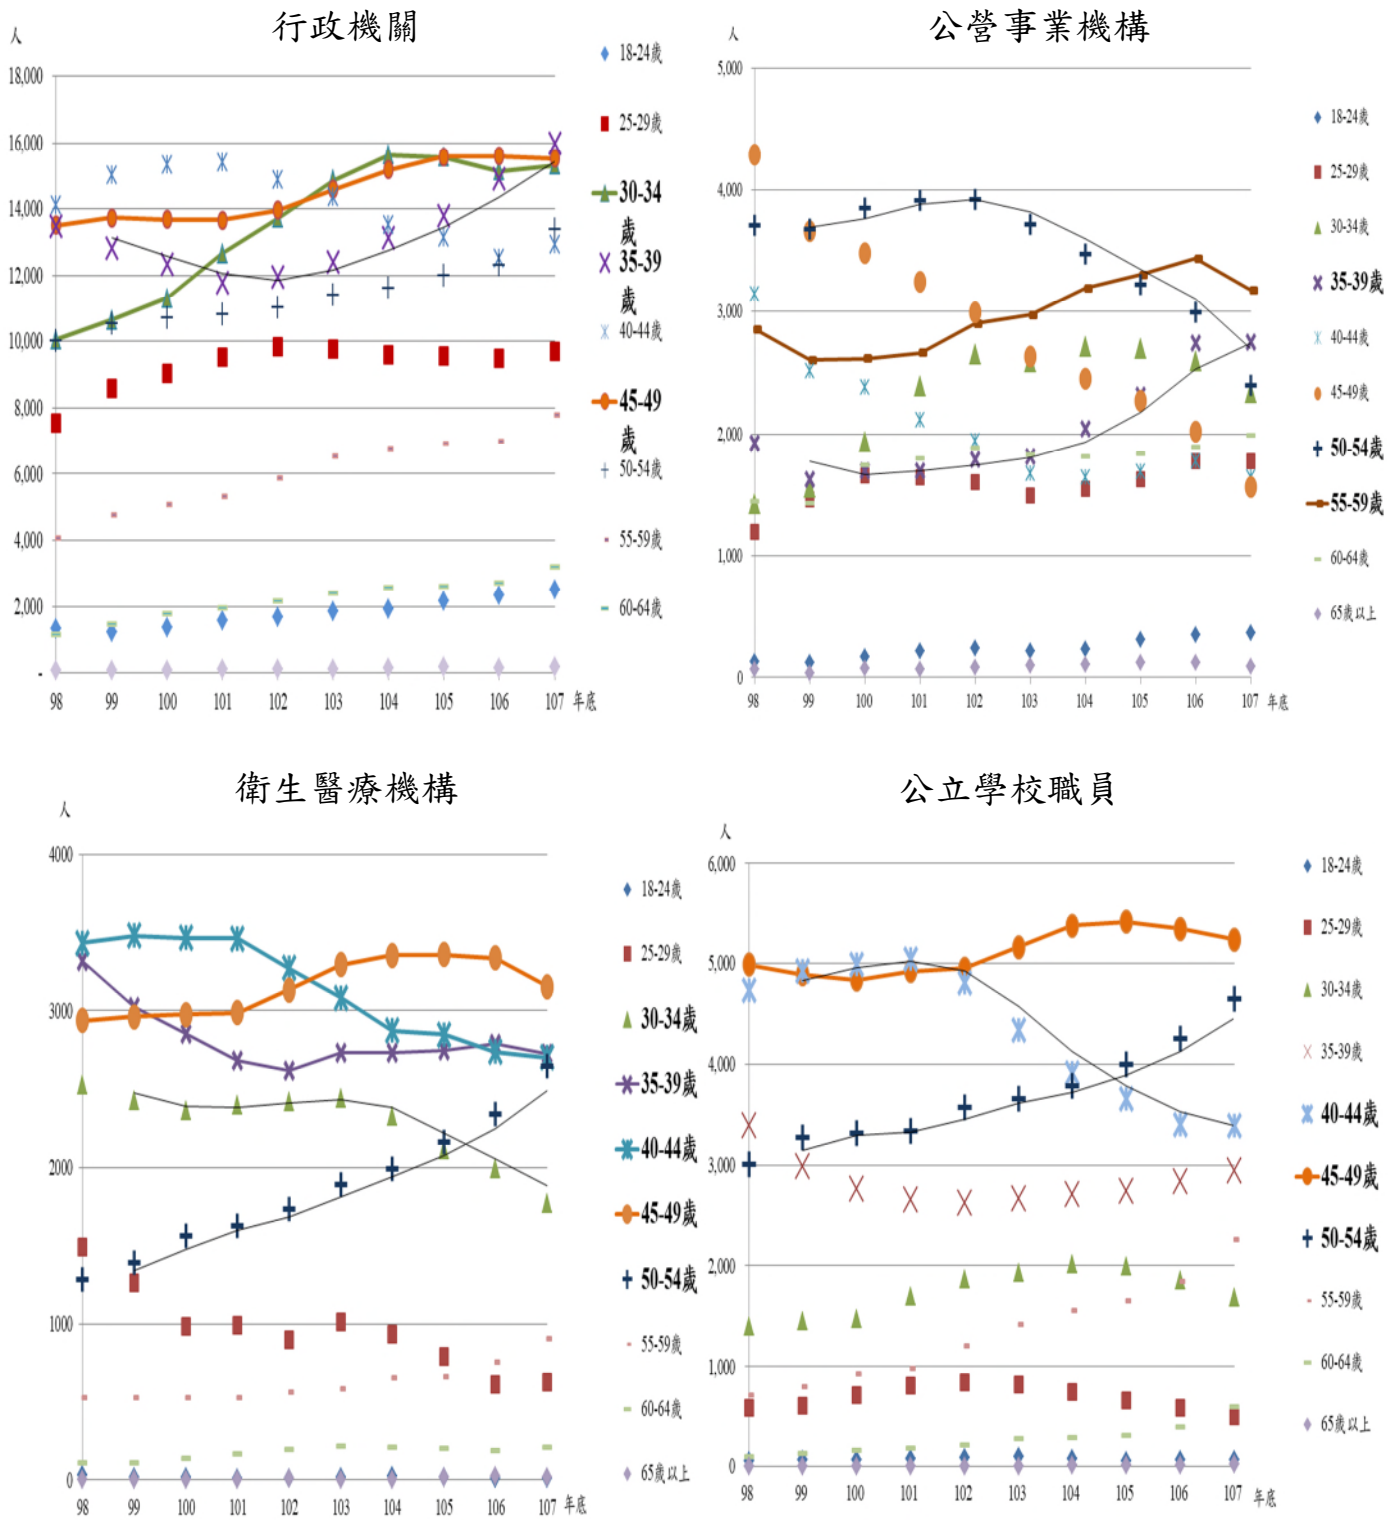 行政機關
人
18,000
16,000
14,000
12,000
10,000
8,000
6,000
4,000
2,000
-
98 99 100 101 102 103 104 105 106 107 年底
18-24歲
25-29歲
30-34
歲
35-39
歲
40-44歲
45-49
歲
50-54歲
55-59歲
60-64歲
公營事業機構
人
5,000
4,000
3,000
2,000
1,000
0
98 99 100 101 102 103 104 105 106 107 年底
18-24歲
25-29歲
30-34歲
35-39歲
40-44歲
45-49歲
50-54歲
55-59歲
60-64歲
65歲以上
衛生醫療機構
人
4000
3000
2000
1000
0
98 99 100 101 102 103 104 105 106 107 年底
18-24歲
25-29歲
30-34歲
35-39歲
40-44歲
45-49歲
50-54歲
55-59歲
60-64歲
65歲以上
公立學校職員
人
6,000
5,000
4,000
3,000
2,000
1,000
0
98 99 100 101 102 103 104 105 106 107 年底
18-24歲
25-29歲
30-34歲
35-39歲
40-44歲
45-49歲
50-54歲
55-59歲
60-64歲
65歲以上